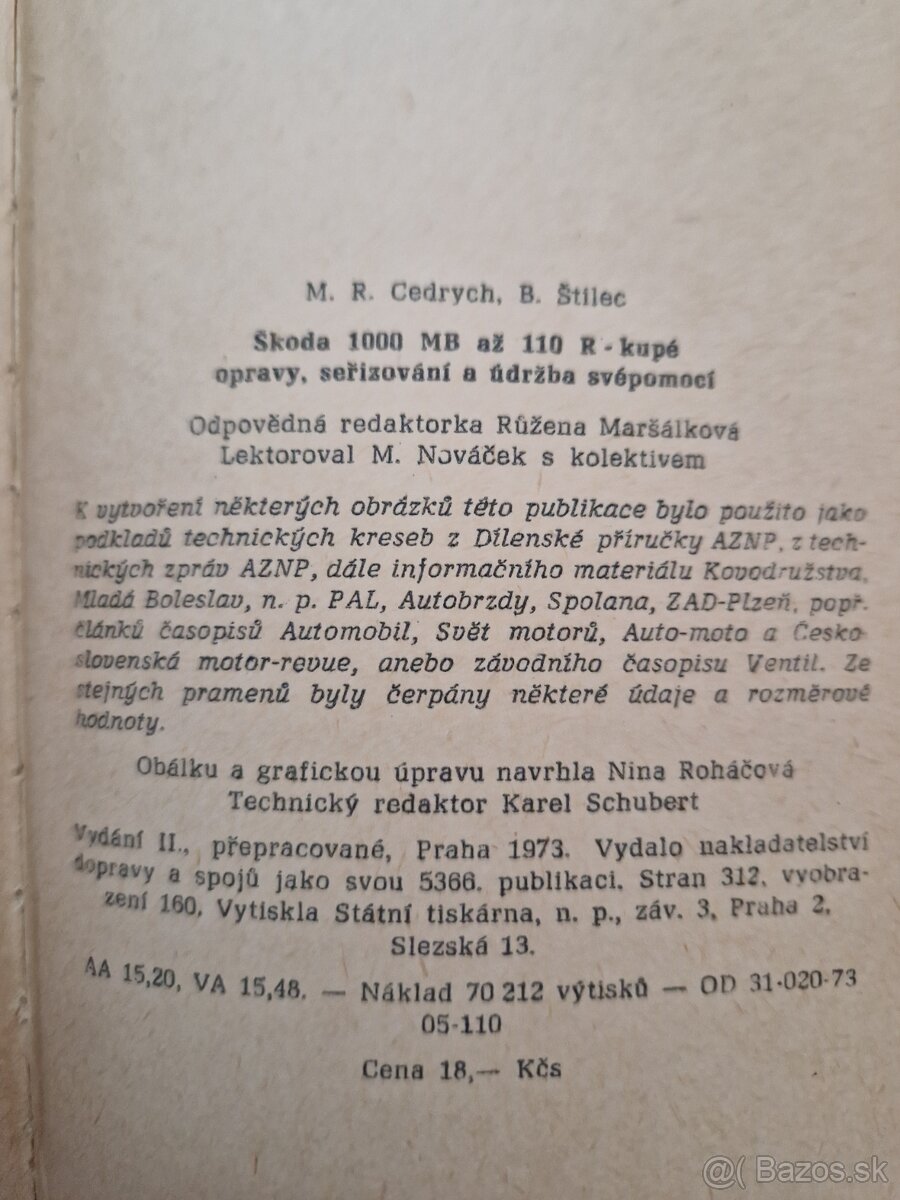 M. R. Cedrych, B. Štilec
Škoda 1000 MB až 110 R - kupé
opravy, seřizování a údržba svépomocí
Odpovědná redaktorka Růžena Maršálková
Lektoroval M. Nováček s kolektivem
K vytvoření některých obrázků této publikace bylo použito jako
podkladů technických kreseb z Dílenské příručky AZNP, z tech-
nických zpráv AZNP, dále informačního materiálu Kovodružstva,
Mladá Boleslav, n. p. PAL, Autobrzdy, Spolana, ZAD-Plzeň, popř.
článků časopisů Automobil, Svět motorů, Auto-moto a Česko
slovenská motor-revue, anebo závodního časopisu Ventil. Ze
stejných pramenů byly čerpány některé údaje a rozměrové
hodnoty.
Obálku a grafickou úpravu navrhla Nina Roháčová
Technický redaktor Karel Schubert
Vydání II., přepracované, Praha 1973. Vydalo nakladatelství
dopravy a spojů jako svou 5366. publikaci. Stran 312, vyobra-
zení 160. Vytiskla Státní tiskárna, n. p., záv. 3, Praha 2,
Slezská 13.
AA 15,20, VA 15,48. — Náklad 70 212 výtisků — OD 31-020-73
05-110
Cena 18,— Kčs
@( Bazos.sk